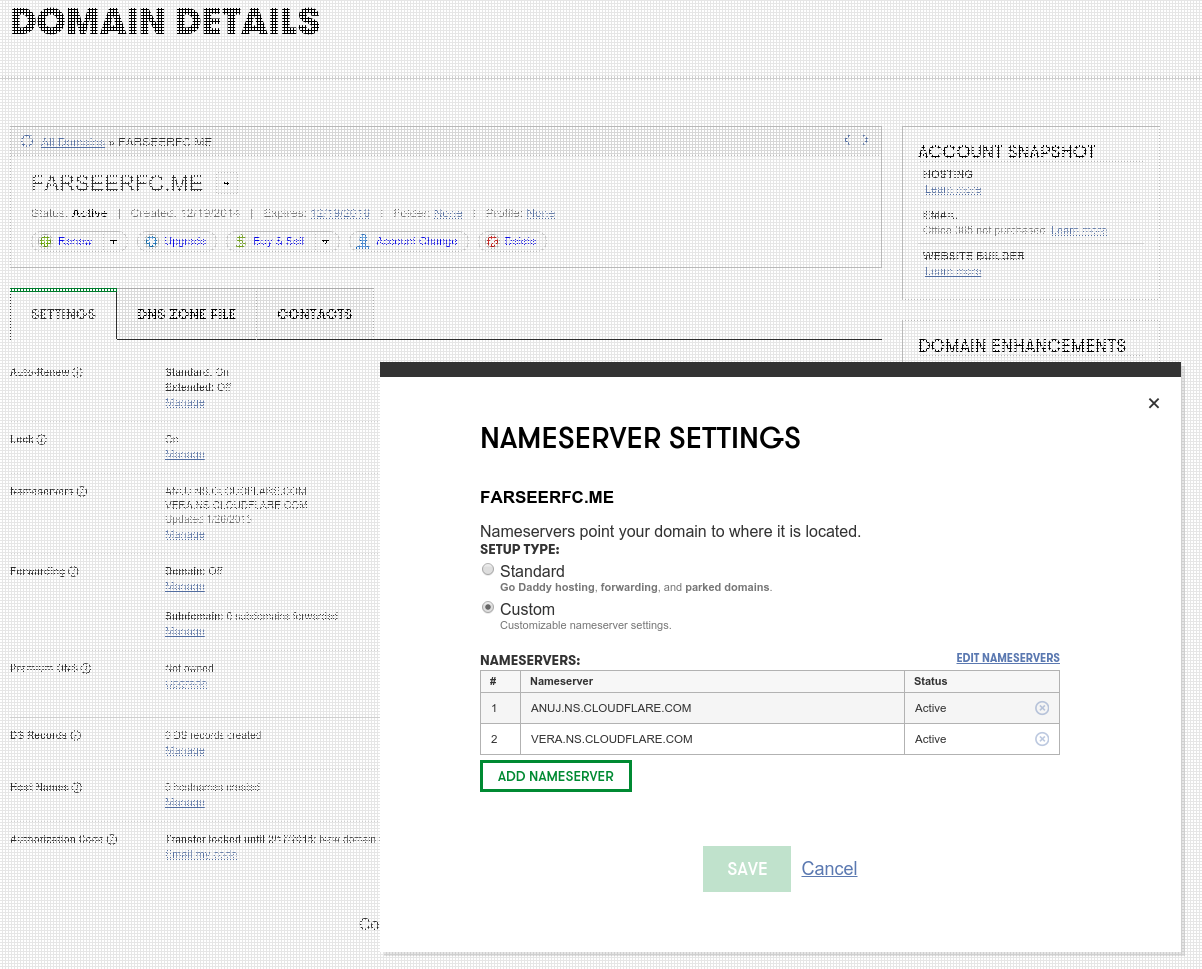 DOMAIN DETAILS
All Domains » FARSEERFC.ME
FARSEERFC.ME
Status: Active | Created: 12/19/2014 | Expires: 12/19/2016 | Folder: None | Profile: None
Renew Upgrade Buy & Sell Account Change Delete
SETTINGS DNS ZONE FILE CONTACTS
Auto-Renew
Standard: On
Extended: Off
Manage
Lock
On
Manage
Nameservers
ANUJ.NS.CLOUDFLARE.COM
VERA.NS.CLOUDFLARE.COM
Updated 1/26/2015
Manage
Forwarding
Domain: Off
Manage
Subdomain: 0 subdomains forwarded
Manage
Premium DNS
Not owned
Upgrade
DS Records
0 DS records created
Manage
Host Names
0 hostnames created
Manage
Authorization Code
Transfer locked until New domain
Email my code
Co
ACCOUNT SNAPSHOT
HOSTING
Learn more
EMAIL
Office 365 not purchased. Learn more
WEBSITE BUILDER
Learn more
DOMAIN ENHANCEMENTS
×
NAMESERVER SETTINGS
FARSEERFC.ME
Nameservers point your domain to where it is located.
SETUP TYPE:
Standard
Go Daddy hosting, forwarding, and parked domains.
Custom
Customizable nameserver settings.
NAMESERVERS: EDIT NAMESERVERS
# Nameserver Status
1 ANUJ.NS.CLOUDFLARE.COM Active
2 VERA.NS.CLOUDFLARE.COM Active
ADD NAMESERVER
SAVE Cancel